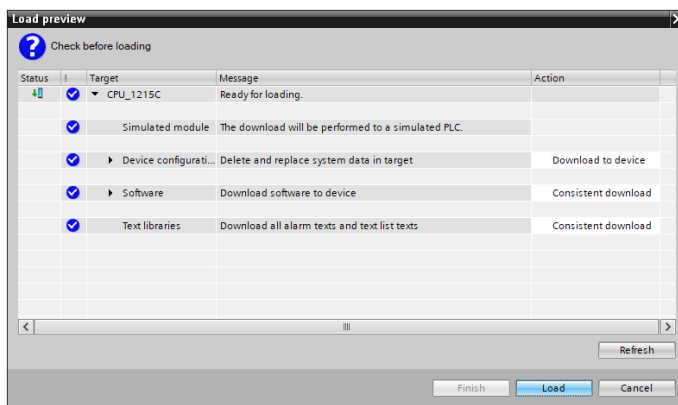 Load preview
Check before loading
Status ! Target Message Action
CPU_1215C Ready for loading.
Simulated module The download will be performed to a simulated PLC.
Device configurati... Delete and replace system data in target Download to device
Software Download software to device Consistent download
Text libraries Download all alarm texts and text list texts Consistent download
Refresh
Finish Load Cancel